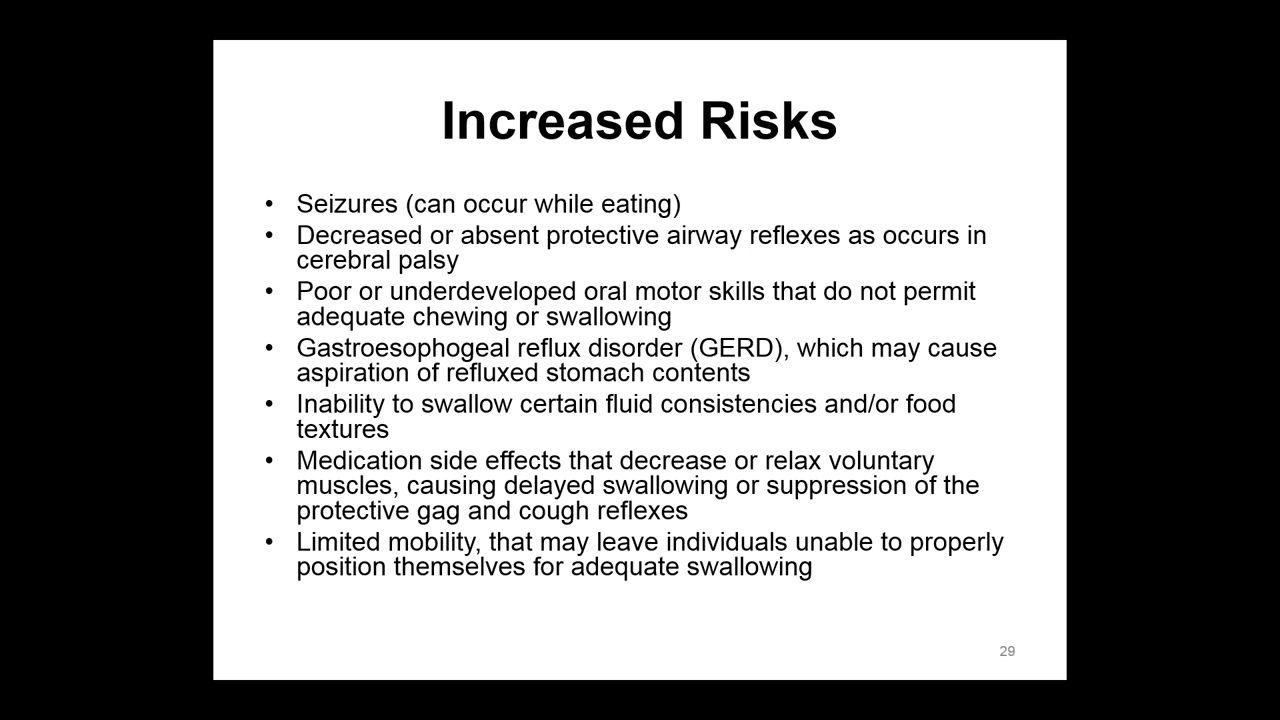 Increased Risks
• Seizures (can occur while eating)
• Decreased or absent protective airway reflexes as occurs in
cerebral palsy
• Poor or underdeveloped oral motor skills that do not permit
adequate chewing or swallowing
• Gastroesophogeal reflux disorder (GERD), which may cause
aspiration of refluxed stomach contents
• Inability to swallow certain fluid consistencies and/or food
textures
• Medication side effects that decrease or relax voluntary
muscles, causing delayed swallowing or suppression of the
protective gag and cough reflexes
• Limited mobility, that may leave individuals unable to properly
position themselves for adequate swallowing
29